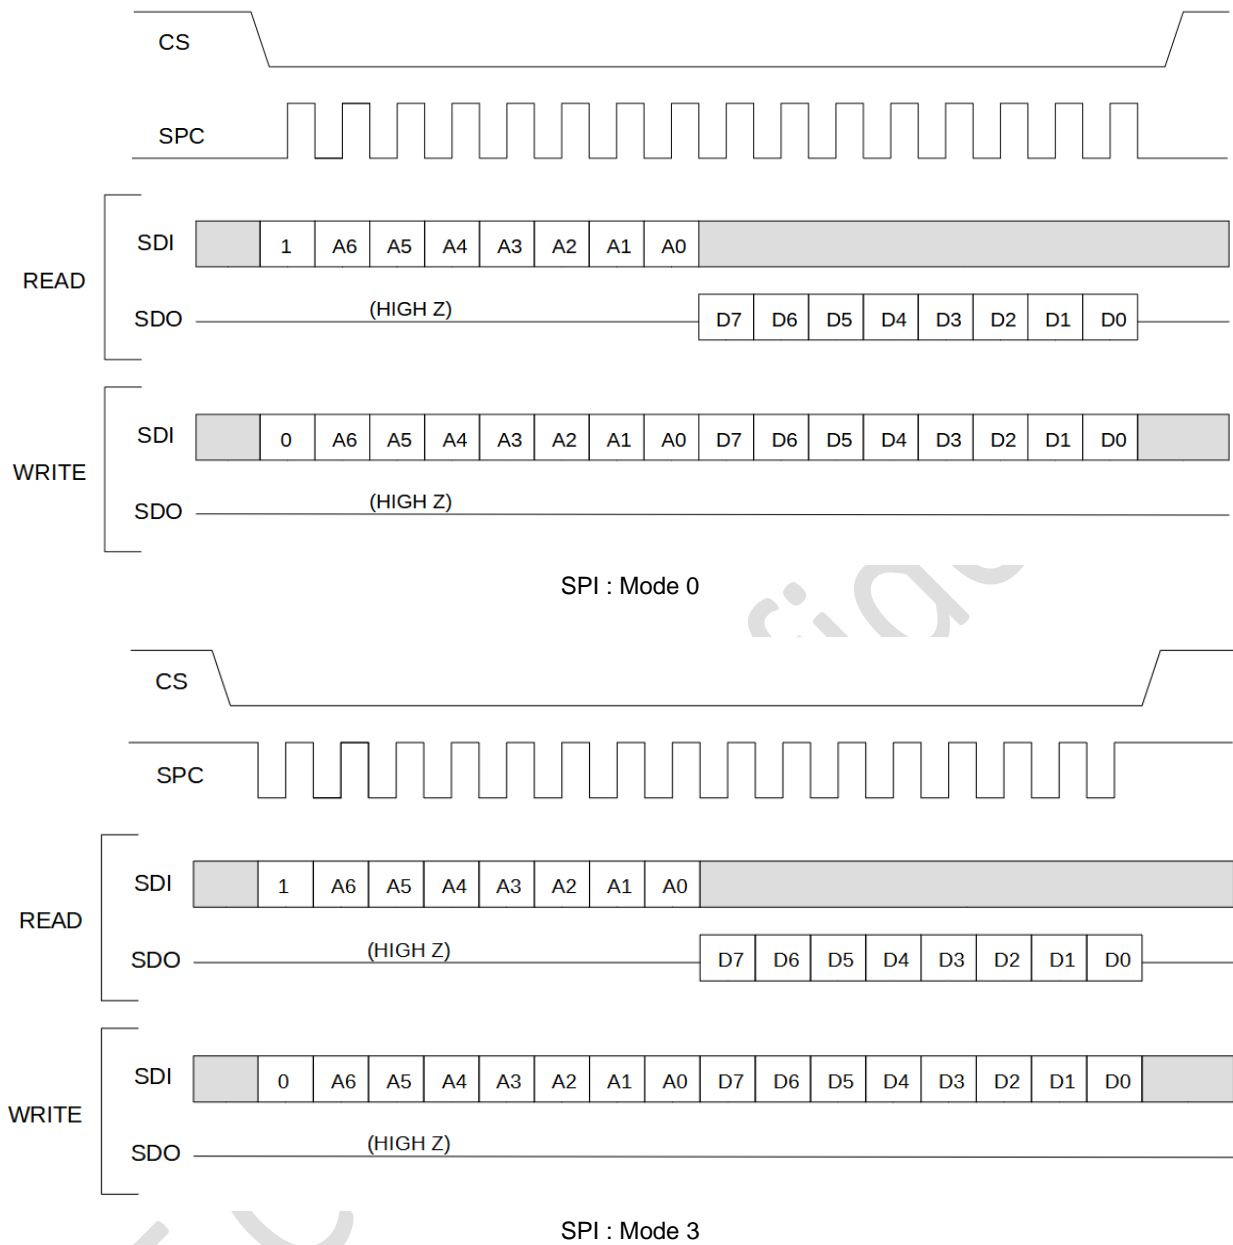 CS
SPC
READ
SDI 1 A6 A5 A4 A3 A2 A1 A0
SDO (HIGH Z) D7 D6 D5 D4 D3 D2 D1 D0
WRITE
SDI 0 A6 A5 A4 A3 A2 A1 A0 D7 D6 D5 D4 D3 D2 D1 D0
SDO (HIGH Z)
SPI : Mode 0
CS
SPC
READ
SDI 1 A6 A5 A4 A3 A2 A1 A0
SDO (HIGH Z) D7 D6 D5 D4 D3 D2 D1 D0
WRITE
SDI 0 A6 A5 A4 A3 A2 A1 A0 D7 D6 D5 D4 D3 D2 D1 D0
SDO (HIGH Z)
SPI : Mode 3